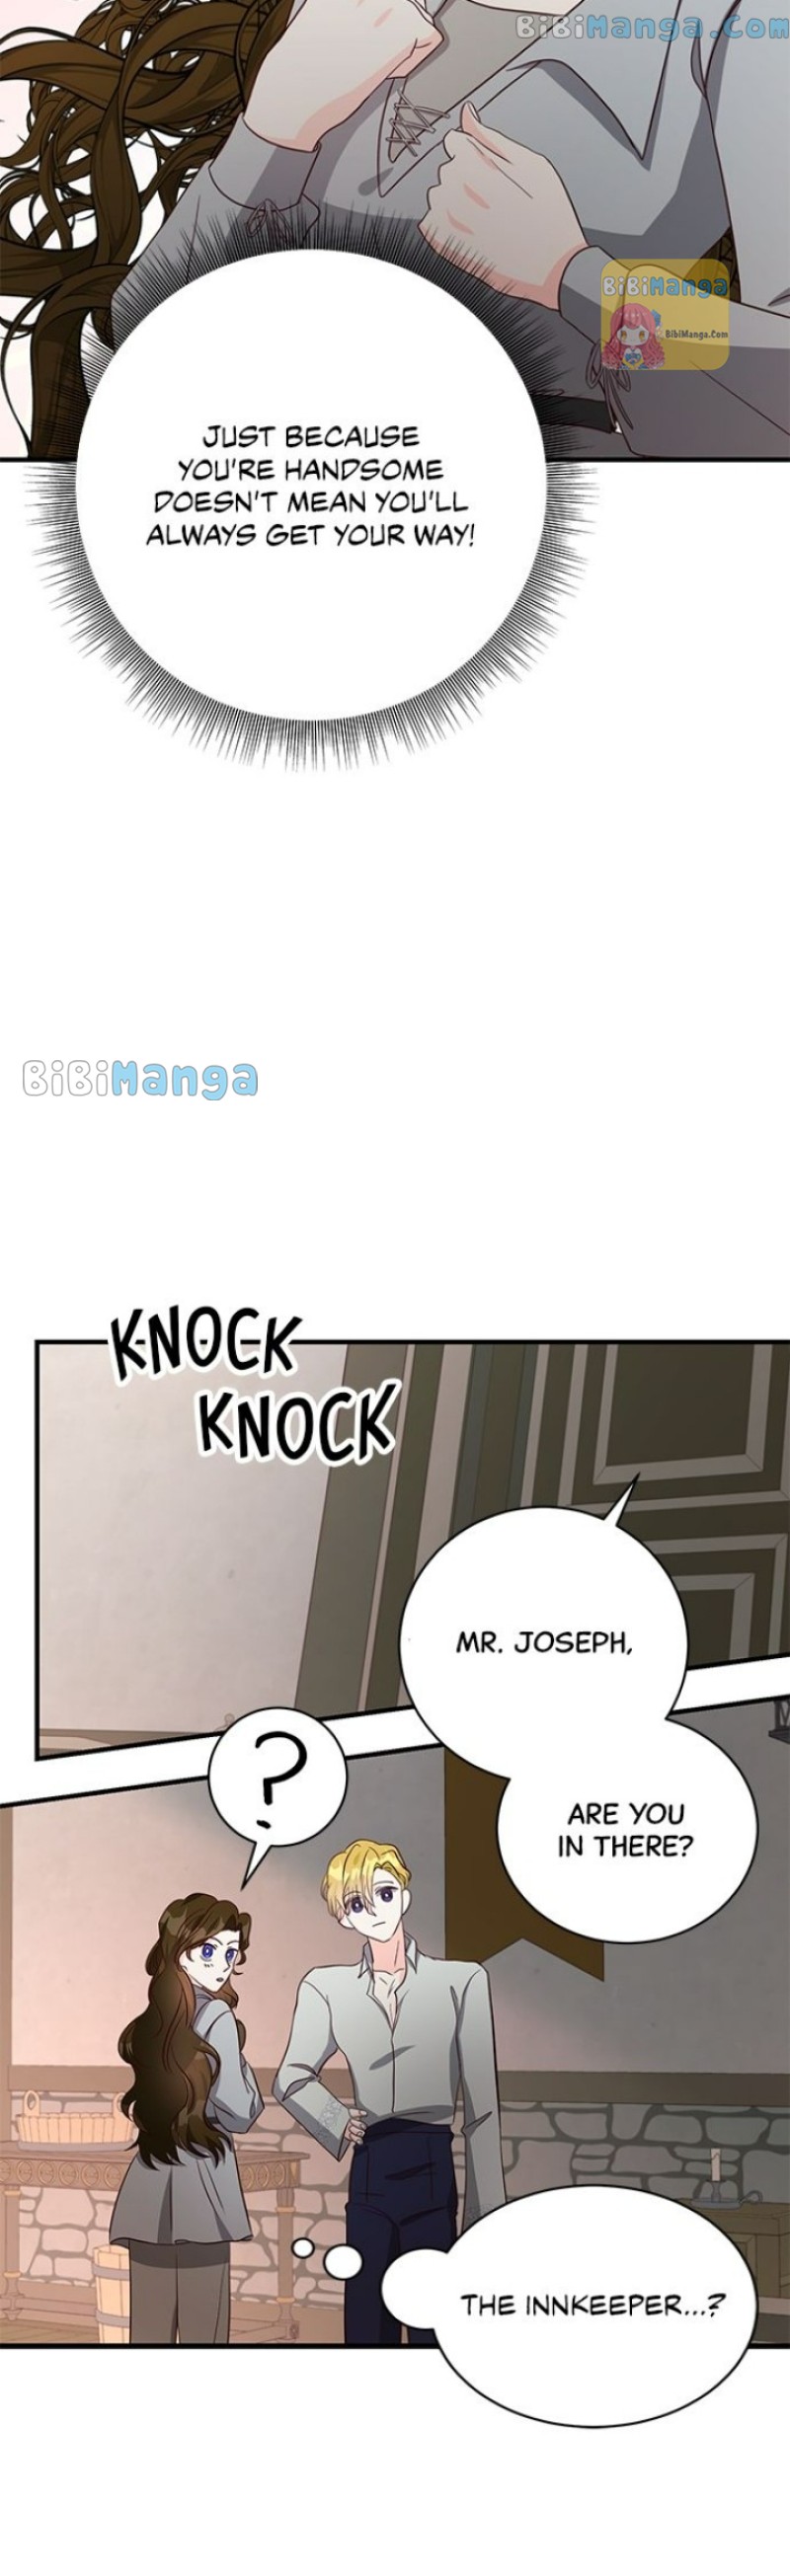 BiBiManga.Com
BiBiManga
BibiManga.Com
JUST BECAUSE
YOU'RE HANDSOME
DOESN'T MEAN YOU'LL
ALWAYS GET YOUR WAY!
BiBiManga
KNOCK
KNOCK
MR. JOSEPH,
?
ARE YOU
IN THERE?
THE INNKEEPER...?